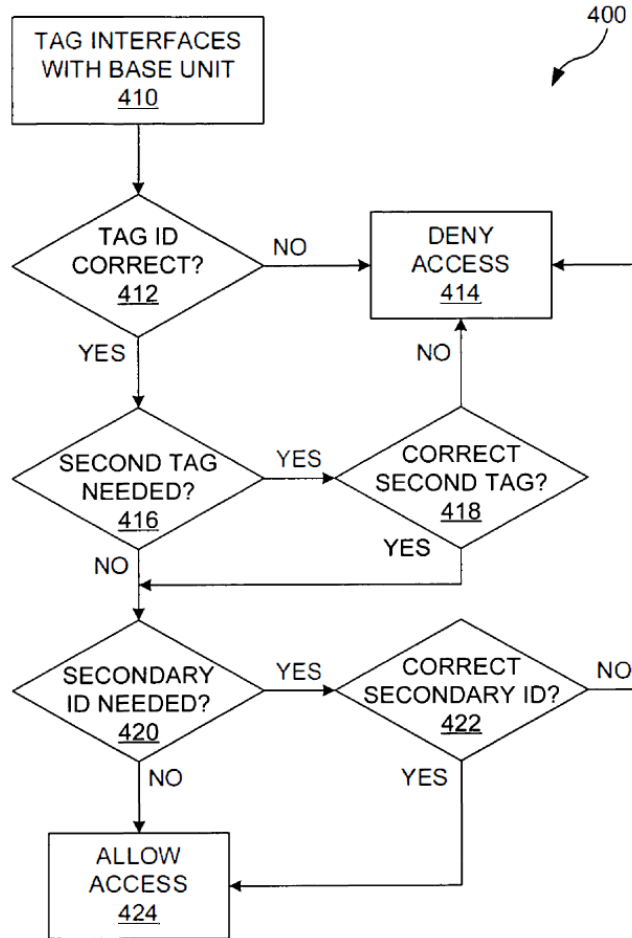 400
TAG INTERFACES
WITH BASE UNIT
410
TAG ID
CORRECT?
412
NO
DENY
ACCESS
414
YES
NO
SECOND TAG
NEEDED?
416
YES
CORRECT
SECOND TAG?
418
NO
YES
SECONDARY
ID NEEDED?
420
YES
CORRECT
SECONDARY ID?
422
NO
NO
YES
ALLOW
ACCESS
424